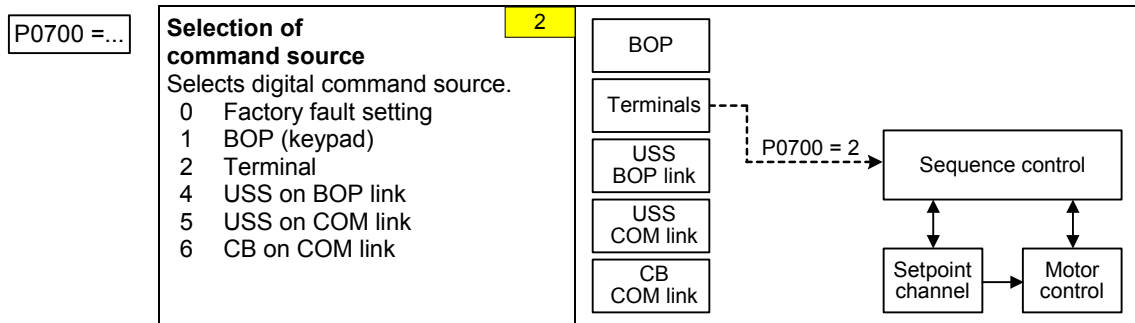 P0700 =...
Selection of
command source
2
Selects digital command source.
0 Factory fault setting
1 BOP (keypad)
2 Terminal
4 USS on BOP link
5 USS on COM link
6 CB on COM link
BOP
Terminals
USS
BOP link
USS
COM link
CB
COM link
P0700 = 2
Sequence control
Setpoint
channel
Motor
control